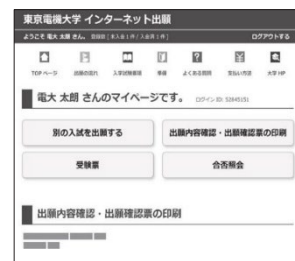 東京電機大学 インターネット出願
ようこそ 電大 太郎 さん。 ログアウトする
TOP ページ 出願の流れ 入学試験要項 準備 よくある質問 支払い方法 大学 HP
電大 太郎 さんのマイページです。
別の入試を出願する 出願内容確認・出願確認票の印刷
受験票 合否照会
出願内容確認・出願確認票の印刷